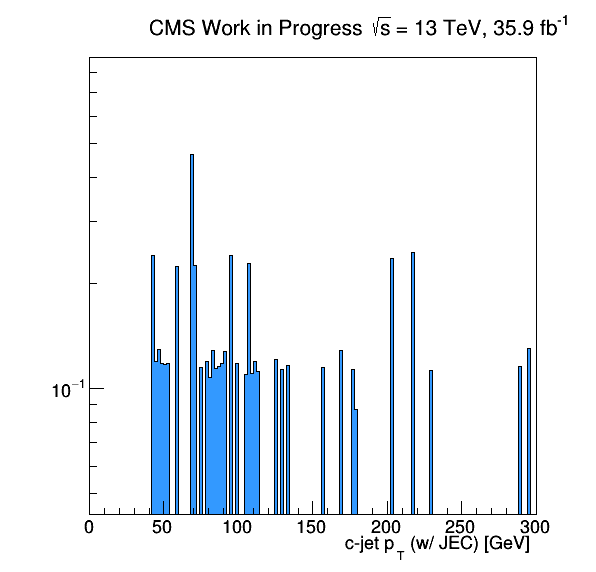 CMS Work in Progress √s = 13 TeV, 35.9 fb⁻¹
10⁻¹
0 50 100 150 200 250 300
c-jet p_T (w/ JEC) [GeV]